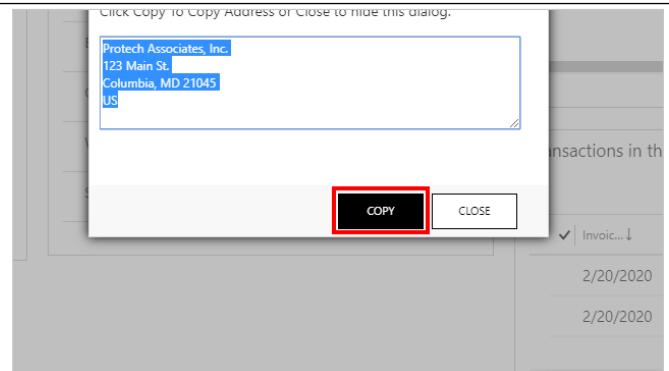 Click Copy To Copy Address or Close to hide this dialog.
Protech Associates, Inc.
123 Main St.
Columbia, MD 21045
US
COPY
CLOSE
nsactions in th
Invoic...↓
2/20/2020
2/20/2020